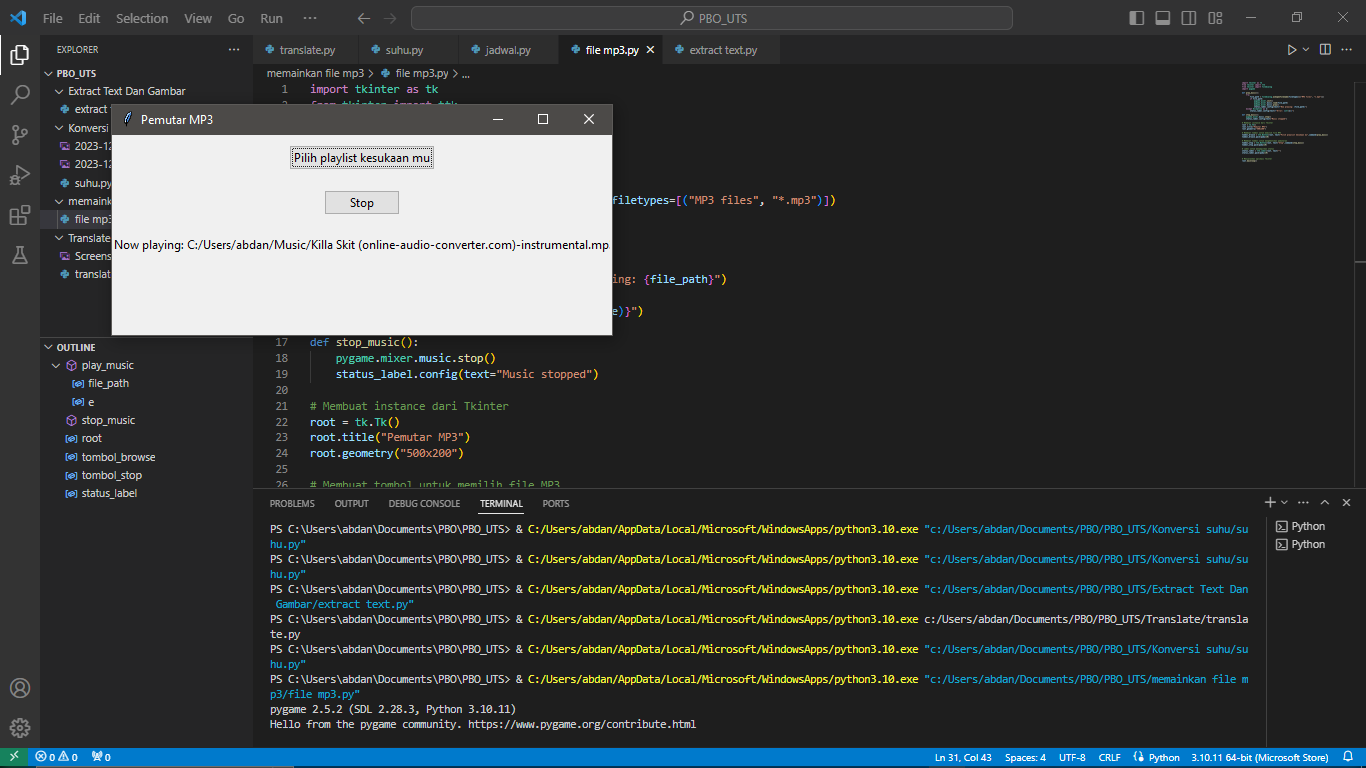 File Edit Selection View Go Run ··· PBO_UTS
EXPLORER
PBO_UTS
Extract Text Dan Gambar
extract
Konversi
2023-12
2023-12
suhu.py
memaink
file mp3
Translate
Screens
translat
OUTLINE
play_music
file_path
e
stop_music
root
tombol_browse
tombol_stop
status_label
translate.py suhu.py jadwal.py file mp3.py extract text.py
memainkan file mp3 > file mp3.py > ...
1 import tkinter as tk
from tkinter import ttk
Pemutar MP3
Pilih playlist kesukaan mu
Stop
Now playing: C:/Users/abdan/Music/Killa Skit (online-audio-converter.com)-instrumental.mp
filetypes=[("MP3 files", "*.mp3")])
ing: {file_path}")
e)}")
17 def stop_music():
18 pygame.mixer.music.stop()
19 status_label.config(text="Music stopped")
20
21 # Membuat instance dari Tkinter
22 root = tk.Tk()
23 root.title("Pemutar MP3")
24 root.geometry("500x200")
25
26 # Membuat tombol untuk memilih file MP3
PROBLEMS OUTPUT DEBUG CONSOLE TERMINAL PORTS
PS C:\Users\abdan\Documents\PBO\PBO_UTS> & C:/Users/abdan/AppData/Local/Microsoft/WindowsApps/python3.10.exe "c:/Users/abdan/Documents/PBO/PBO_UTS/Konversi suhu/su
hu.py"
PS C:\Users\abdan\Documents\PBO\PBO_UTS> & C:/Users/abdan/AppData/Local/Microsoft/WindowsApps/python3.10.exe "c:/Users/abdan/Documents/PBO/PBO_UTS/Konversi suhu/su
hu.py"
PS C:\Users\abdan\Documents\PBO\PBO_UTS> & C:/Users/abdan/AppData/Local/Microsoft/WindowsApps/python3.10.exe "c:/Users/abdan/Documents/PBO/PBO_UTS/Extract Text Dan
Gambar/extract text.py"
PS C:\Users\abdan\Documents\PBO\PBO_UTS> & C:/Users/abdan/AppData/Local/Microsoft/WindowsApps/python3.10.exe c:/Users/abdan/Documents/PBO/PBO_UTS/Translate/transla
te.py
PS C:\Users\abdan\Documents\PBO\PBO_UTS> & C:/Users/abdan/AppData/Local/Microsoft/WindowsApps/python3.10.exe "c:/Users/abdan/Documents/PBO/PBO_UTS/Konversi suhu/su
hu.py"
PS C:\Users\abdan\Documents\PBO\PBO_UTS> & C:/Users/abdan/AppData/Local/Microsoft/WindowsApps/python3.10.exe "c:/Users/abdan/Documents/PBO/PBO_UTS/memainkan file m
p3/file mp3.py"
pygame 2.5.2 (SDL 2.28.3, Python 3.10.11)
Hello from the pygame community. https://www.pygame.org/contribute.html
Python
Python
0 0 0 Ln 31, Col 43 Spaces: 4 UTF-8 CRLF Python 3.10.11 64-bit (Microsoft Store)